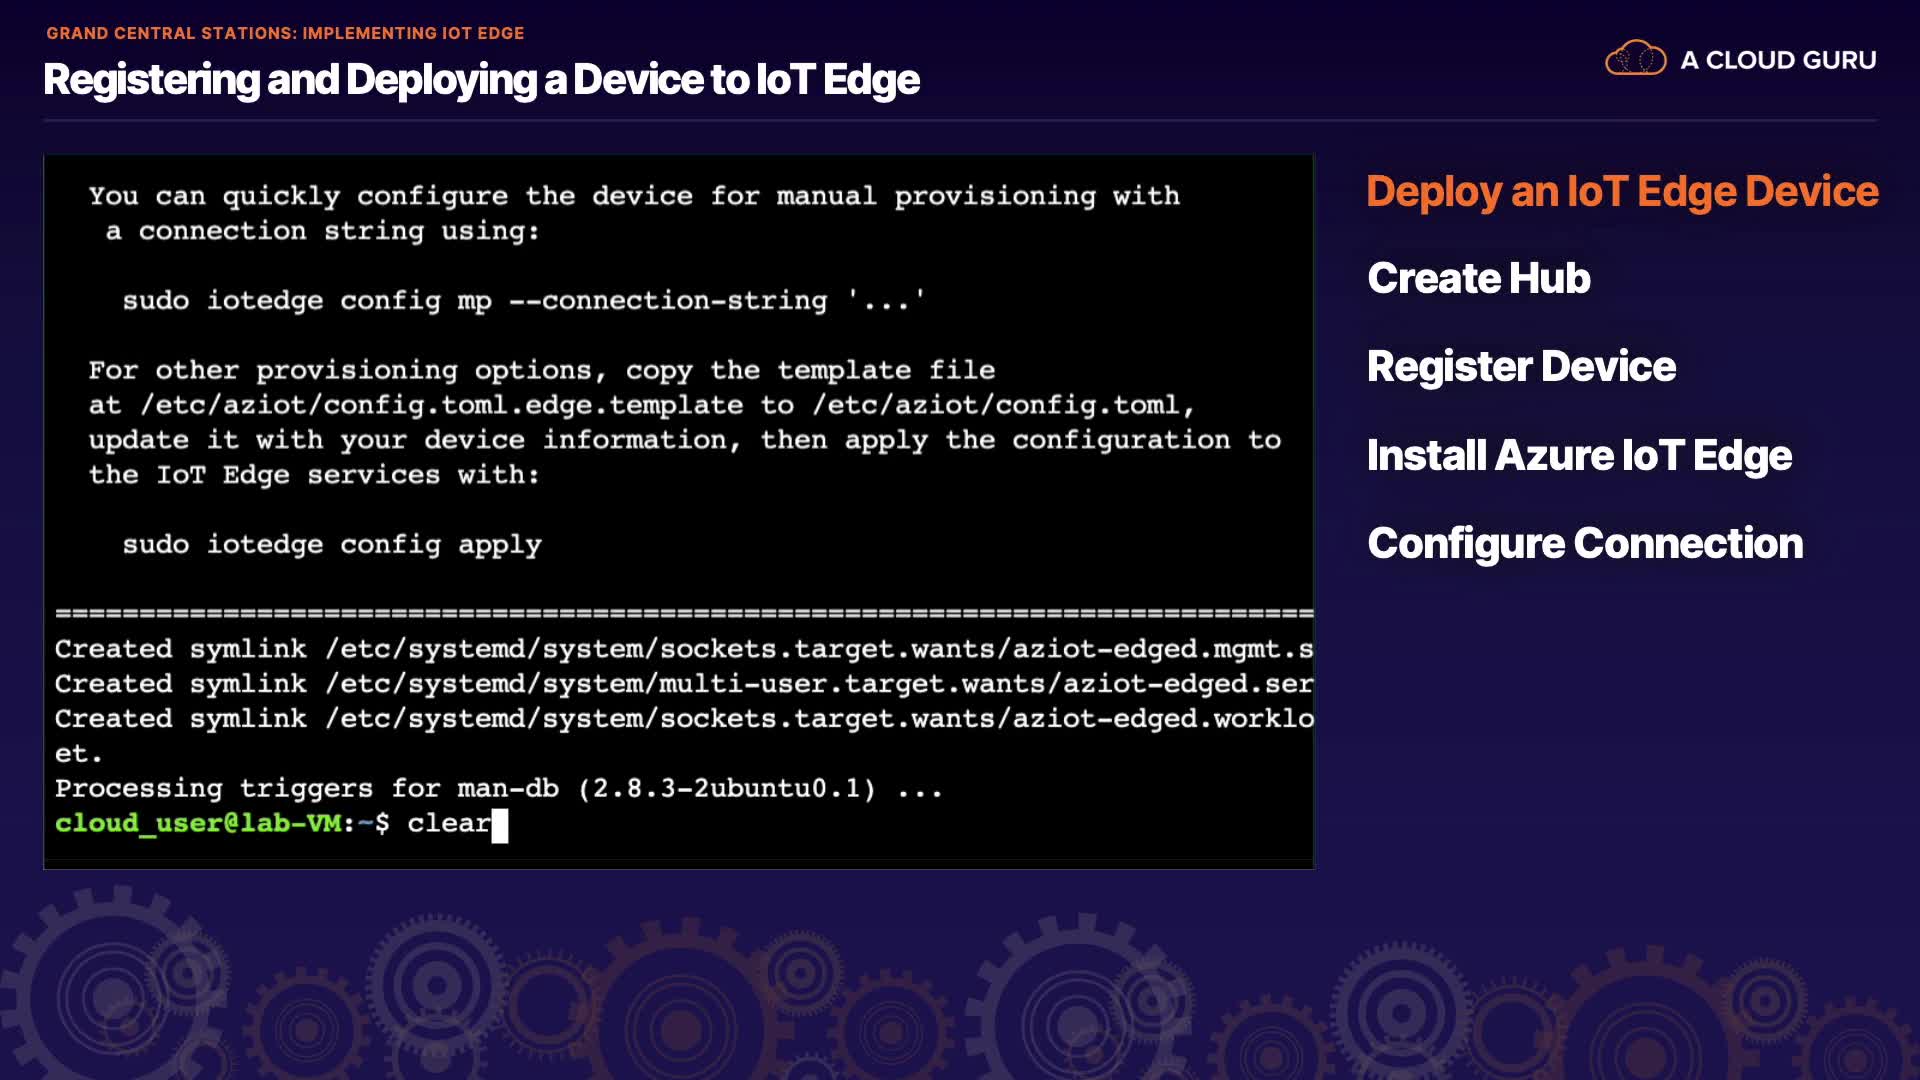 GRAND CENTRAL STATIONS: IMPLEMENTING IOT EDGE
Registering and Deploying a Device to IoT Edge
A CLOUD GURU
You can quickly configure the device for manual provisioning with
a connection string using:
sudo iotedge config mp --connection-string '...'
For other provisioning options, copy the template file
at /etc/aziot/config.toml.edge.template to /etc/aziot/config.toml,
update it with your device information, then apply the configuration to
the IoT Edge services with:
sudo iotedge config apply
===========================================================================
Created symlink /etc/systemd/system/sockets.target.wants/aziot-edged.mgmt.s
Created symlink /etc/systemd/system/multi-user.target.wants/aziot-edged.ser
Created symlink /etc/systemd/system/sockets.target.wants/aziot-edged.worklo
et.
Processing triggers for man-db (2.8.3-2ubuntu0.1) ...
cloud_user@lab-VM:~$ clear
Deploy an IoT Edge Device
Create Hub
Register Device
Install Azure IoT Edge
Configure Connection